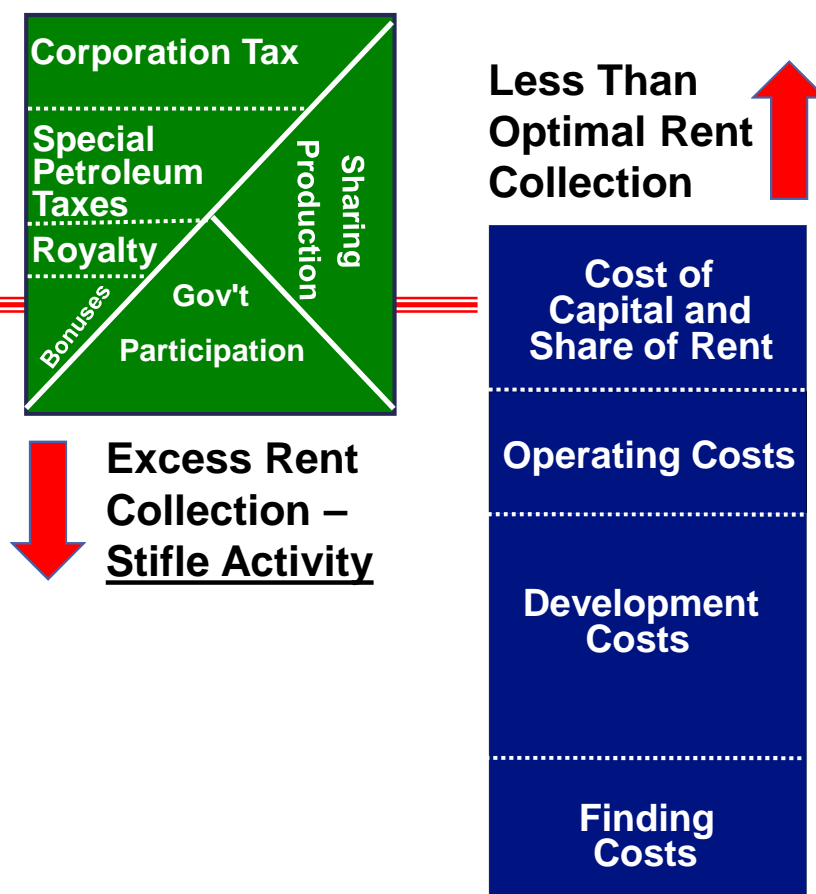 Corporation Tax
Special
Petroleum
Taxes
Royalty
Bonuses
Gov't
Participation
Production
Sharing
Excess Rent
Collection –
Stifle Activity
Less Than
Optimal Rent
Collection
Cost of
Capital and
Share of Rent
Operating Costs
Development
Costs
Finding
Costs